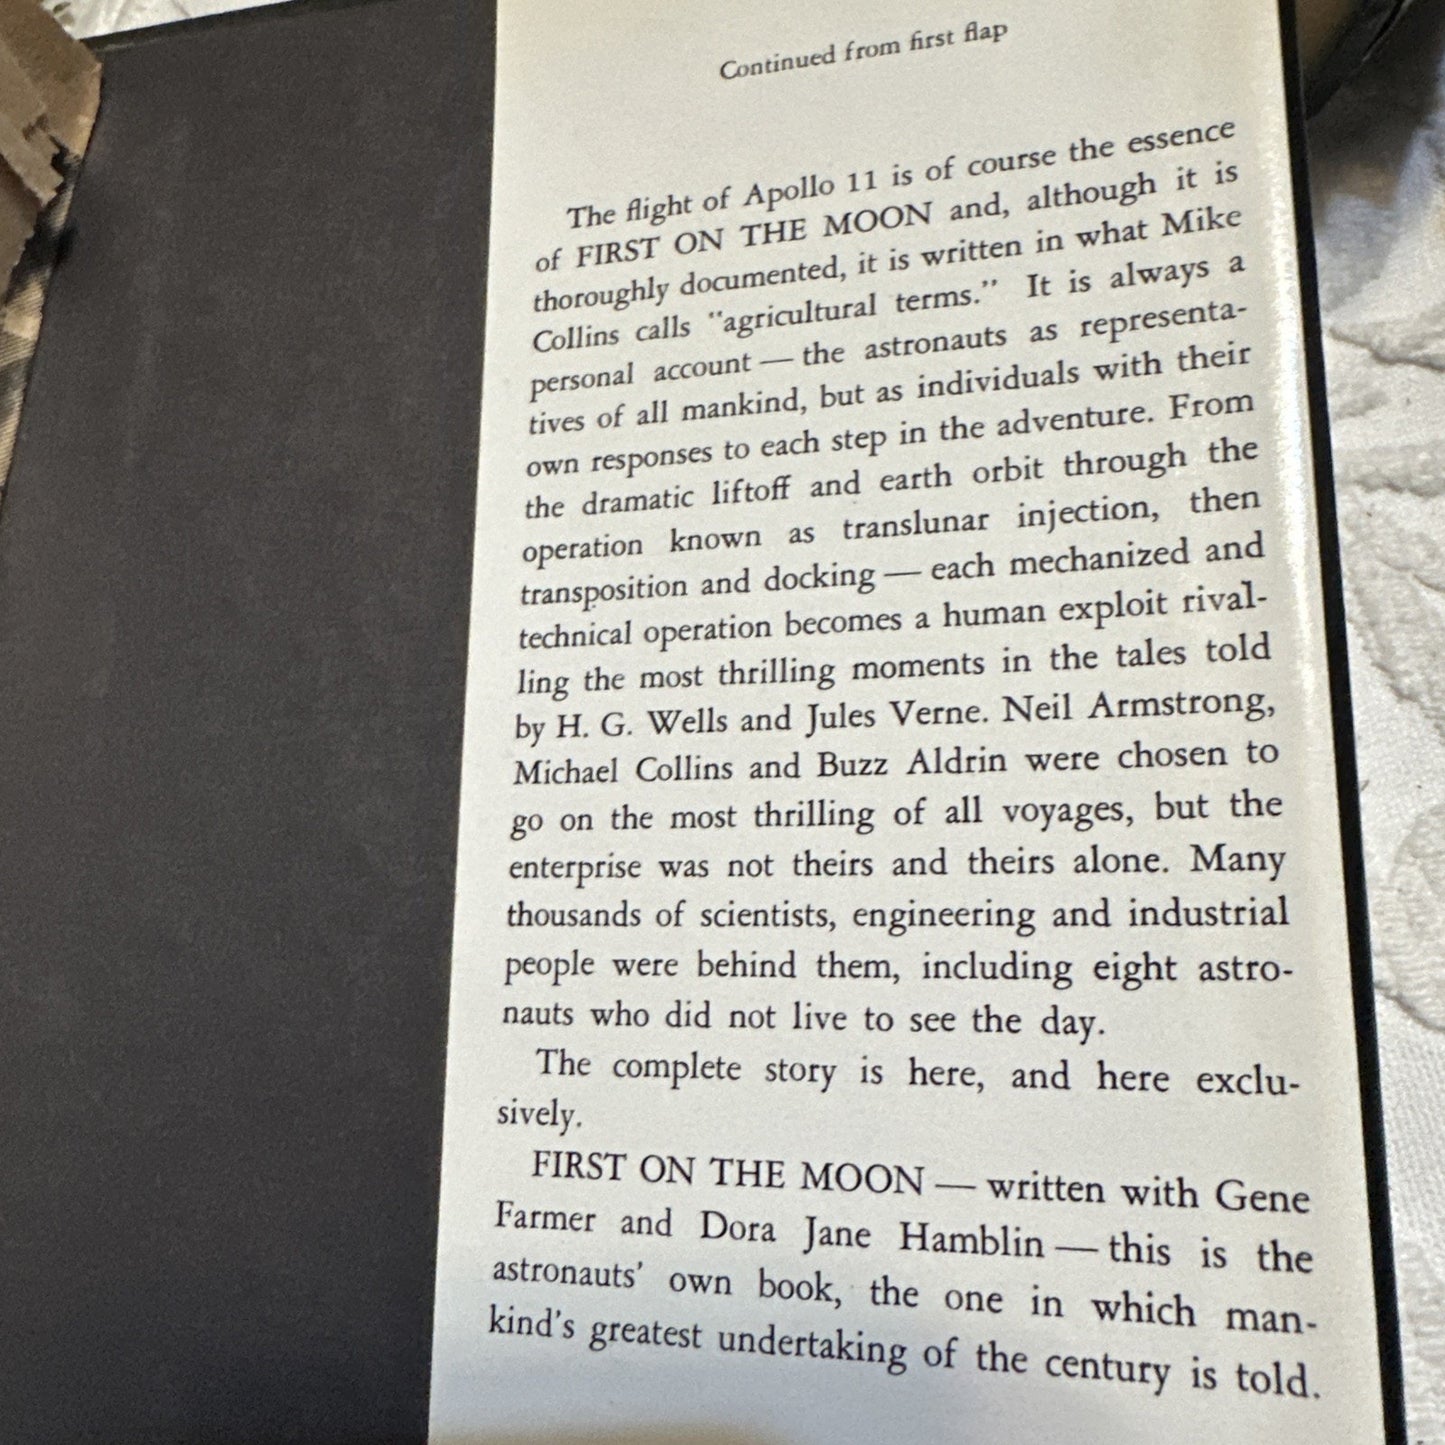 Continued from first flap
The flight of Apollo 11 is of course the essence
of FIRST ON THE MOON and, although it is
thoroughly documented, it is written in what Mike
Collins calls "agricultural terms." It is always a
personal account — the astronauts as representa-
tives of all mankind, but as individuals with their
own responses to each step in the adventure. From
the dramatic liftoff and earth orbit through the
operation known as translunar injection, then
transposition and docking — each mechanized and
technical operation becomes a human exploit rival-
ling the most thrilling moments in the tales told
by H. G. Wells and Jules Verne. Neil Armstrong,
Michael Collins and Buzz Aldrin were chosen to
go on the most thrilling of all voyages, but the
enterprise was not theirs and theirs alone. Many
thousands of scientists, engineering and industrial
people were behind them, including eight astro-
nauts who did not live to see the day.
The complete story is here, and here exclu-
sively.
FIRST ON THE MOON — written with Gene
Farmer and Dora Jane Hamblin — this is the
astronauts' own book, the one in which man-
kind's greatest undertaking of the century is told.